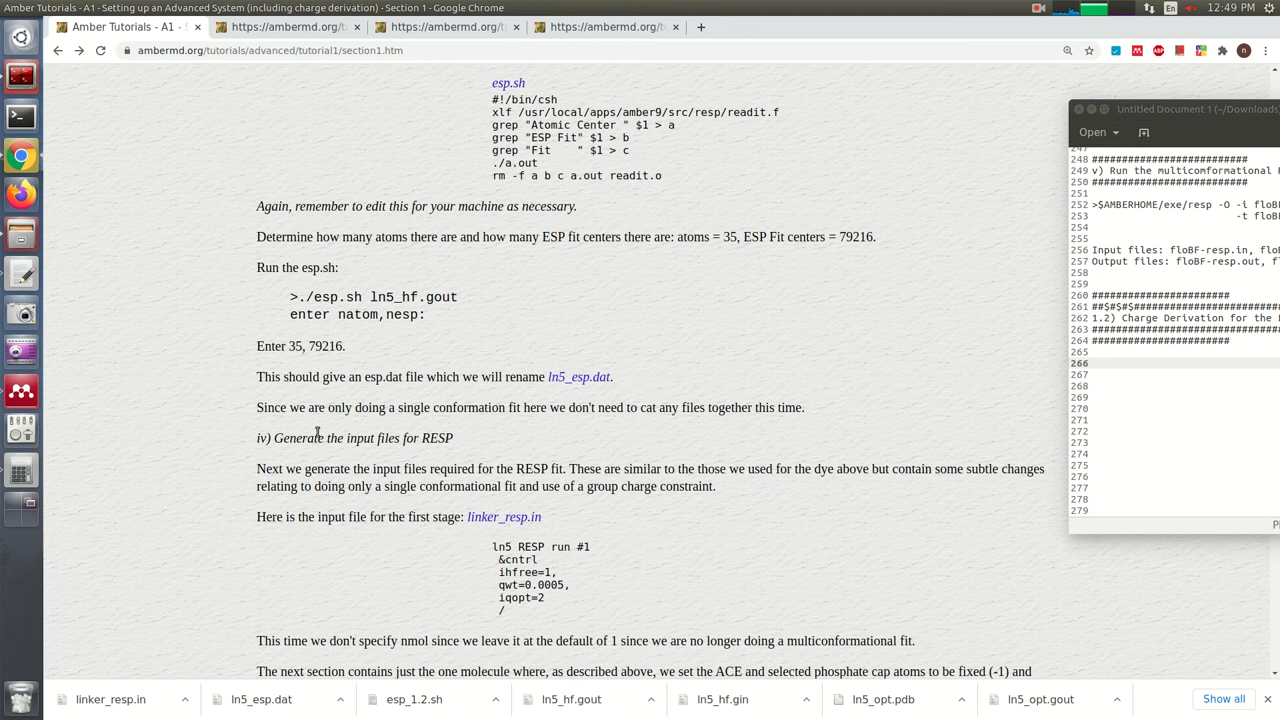 Amber Tutorials - A1 - Setting up an Advanced System (including charge derivation) - Section 1 - Google Chrome
En
12:49 PM
Amber Tutorials - A1 -
https://ambermd.org/tu
https://ambermd.org/tu
https://ambermd.org/tu
ambermd.org/tutorials/advanced/tutorial1/section1.htm
n
esp.sh
#!/bin/csh
xlf /usr/local/apps/amber9/src/resp/readit.f
grep "Atomic Center " $1 > a
grep "ESP Fit" $1 > b
grep "Fit    " $1 > c
./a.out
rm -f a b c a.out readit.o
Again, remember to edit this for your machine as necessary.
Determine how many atoms there are and how many ESP fit centers there are: atoms = 35, ESP Fit centers = 79216.
Run the esp.sh:
>./esp.sh ln5_hf.gout
enter natom,nesp:
Enter 35, 79216.
This should give an esp.dat file which we will rename ln5_esp.dat.
Since we are only doing a single conformation fit here we don't need to cat any files together this time.
iv) Generate the input files for RESP
Next we generate the input files required for the RESP fit. These are similar to the those we used for the dye above but contain some subtle changes
relating to doing only a single conformational fit and use of a group charge constraint.
Here is the input file for the first stage: linker_resp.in
ln5 RESP run #1
&cntrl
ihfree=1,
qwt=0.0005,
iqopt=2
/
This time we don't specify nmol since we leave it at the default of 1 since we are no longer doing a multiconformational fit.
The next section contains just the one molecule where, as described above, we set the ACE and selected phosphate cap atoms to be fixed (-1) and
Untitled Document 1 (~/Downloads
Open
247
248 ##########################
249 v) Run the multicomformational
250 ##########################
251
252 >$AMBERHOME/exe/resp -O -i floB
253 -t floB
254
255
256 Input files: floBF-resp.in, flo
257 Output files: floBF-resp.out, f
258
259
260 #######################
261 ##$#$#$########################
262 1.2) Charge Derivation for the
263 ###############################
264 #######################
265
266
267
268
269
270
271
272
273
274
275
276
277
278
279
linker_resp.in
ln5_esp.dat
esp_1.2.sh
ln5_hf.gout
ln5_hf.gin
ln5_opt.pdb
ln5_opt.gout
Show all